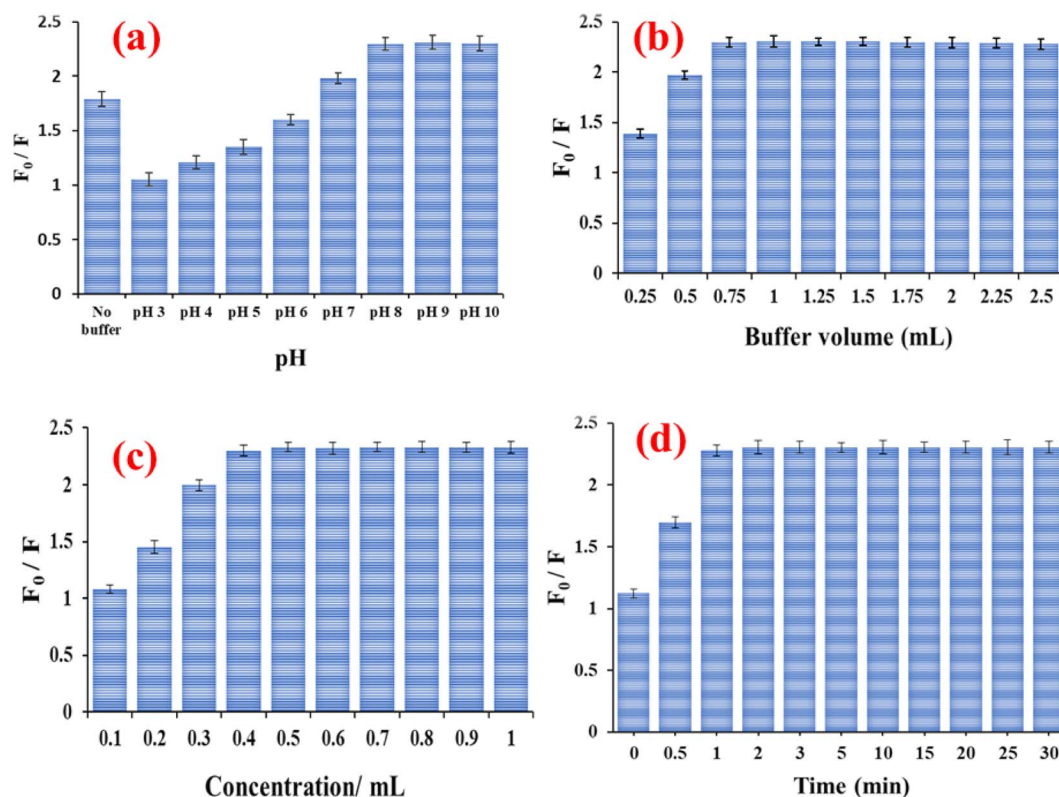 (a)
2.5
2
1.5
1
0.5
0
F0 / F
No buffer pH 3 pH 4 pH 5 pH 6 pH 7 pH 8 pH 9 pH 10
pH
(b)
2.5
2
1.5
1
0.5
0
F0 / F
0.25 0.5 0.75 1 1.25 1.5 1.75 2 2.25 2.5
Buffer volume (mL)
(c)
2.5
2
1.5
1
0.5
0
F0 / F
0.1 0.2 0.3 0.4 0.5 0.6 0.7 0.8 0.9 1
Concentration/ mL
(d)
2.5
2
1.5
1
0.5
0
F0 / F
0 0.5 1 2 3 5 10 15 20 25 30
Time (min)